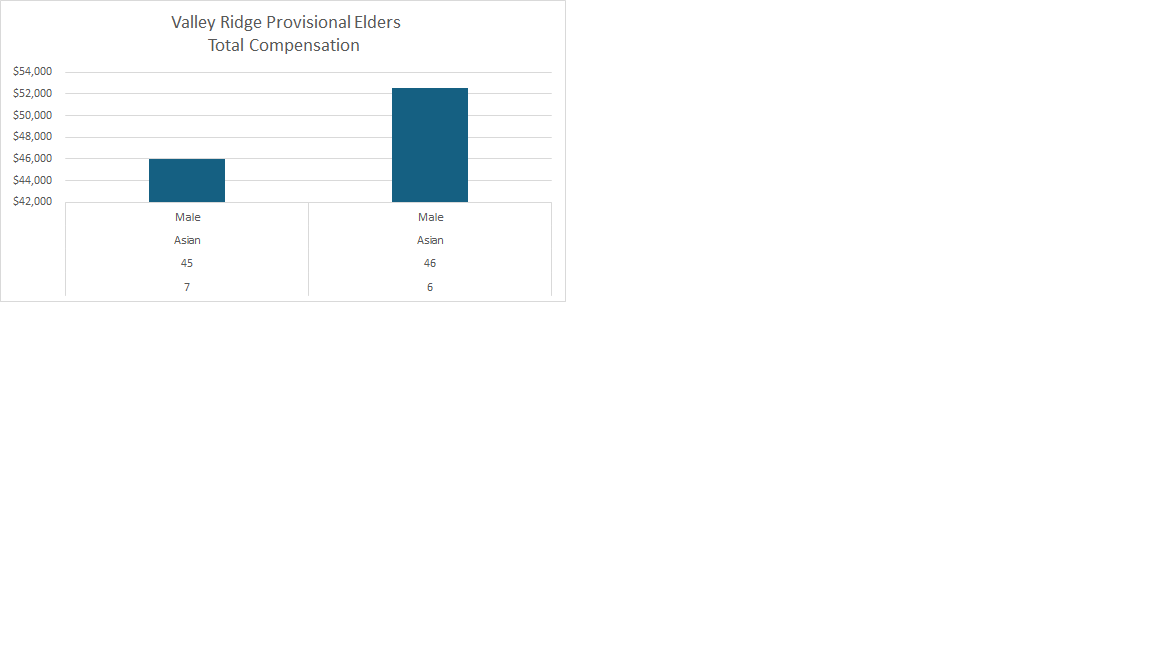 Valley Ridge Provisional Elders
Total Compensation
$54,000
$52,000
$50,000
$48,000
$46,000
$44,000
$42,000
Male Male
Asian Asian
45 46
7 6